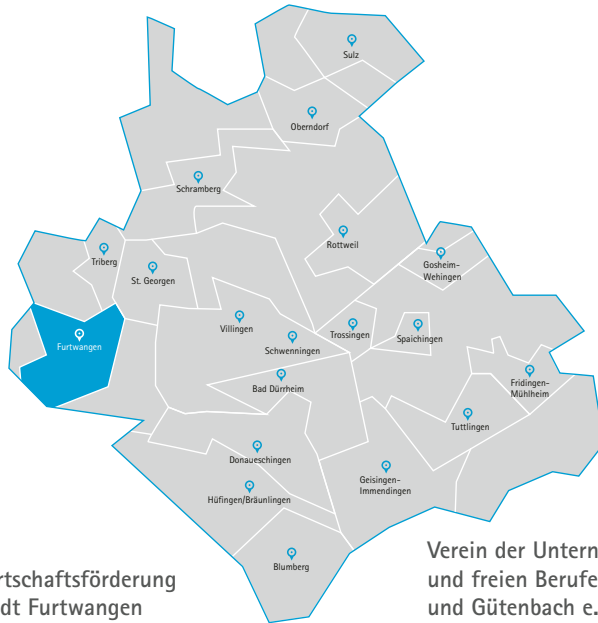 Sulz
Oberndorf
Schramberg
Rottweil
Triberg
St. Georgen
Gosheim-
Wehingen
Furtwangen
Villingen
Trossingen
Spaichingen
Schwenningen
Bad Dürrheim
Fridingen-
Mühlheim
Tuttlingen
Donaueschingen
Geisingen-
Immendingen
Hüfingen/Bräunlingen
Blumberg
rtschaftsförderung
dt Furtwangen
Verein der Untern
und freien Berufe
und Gütenbach e.